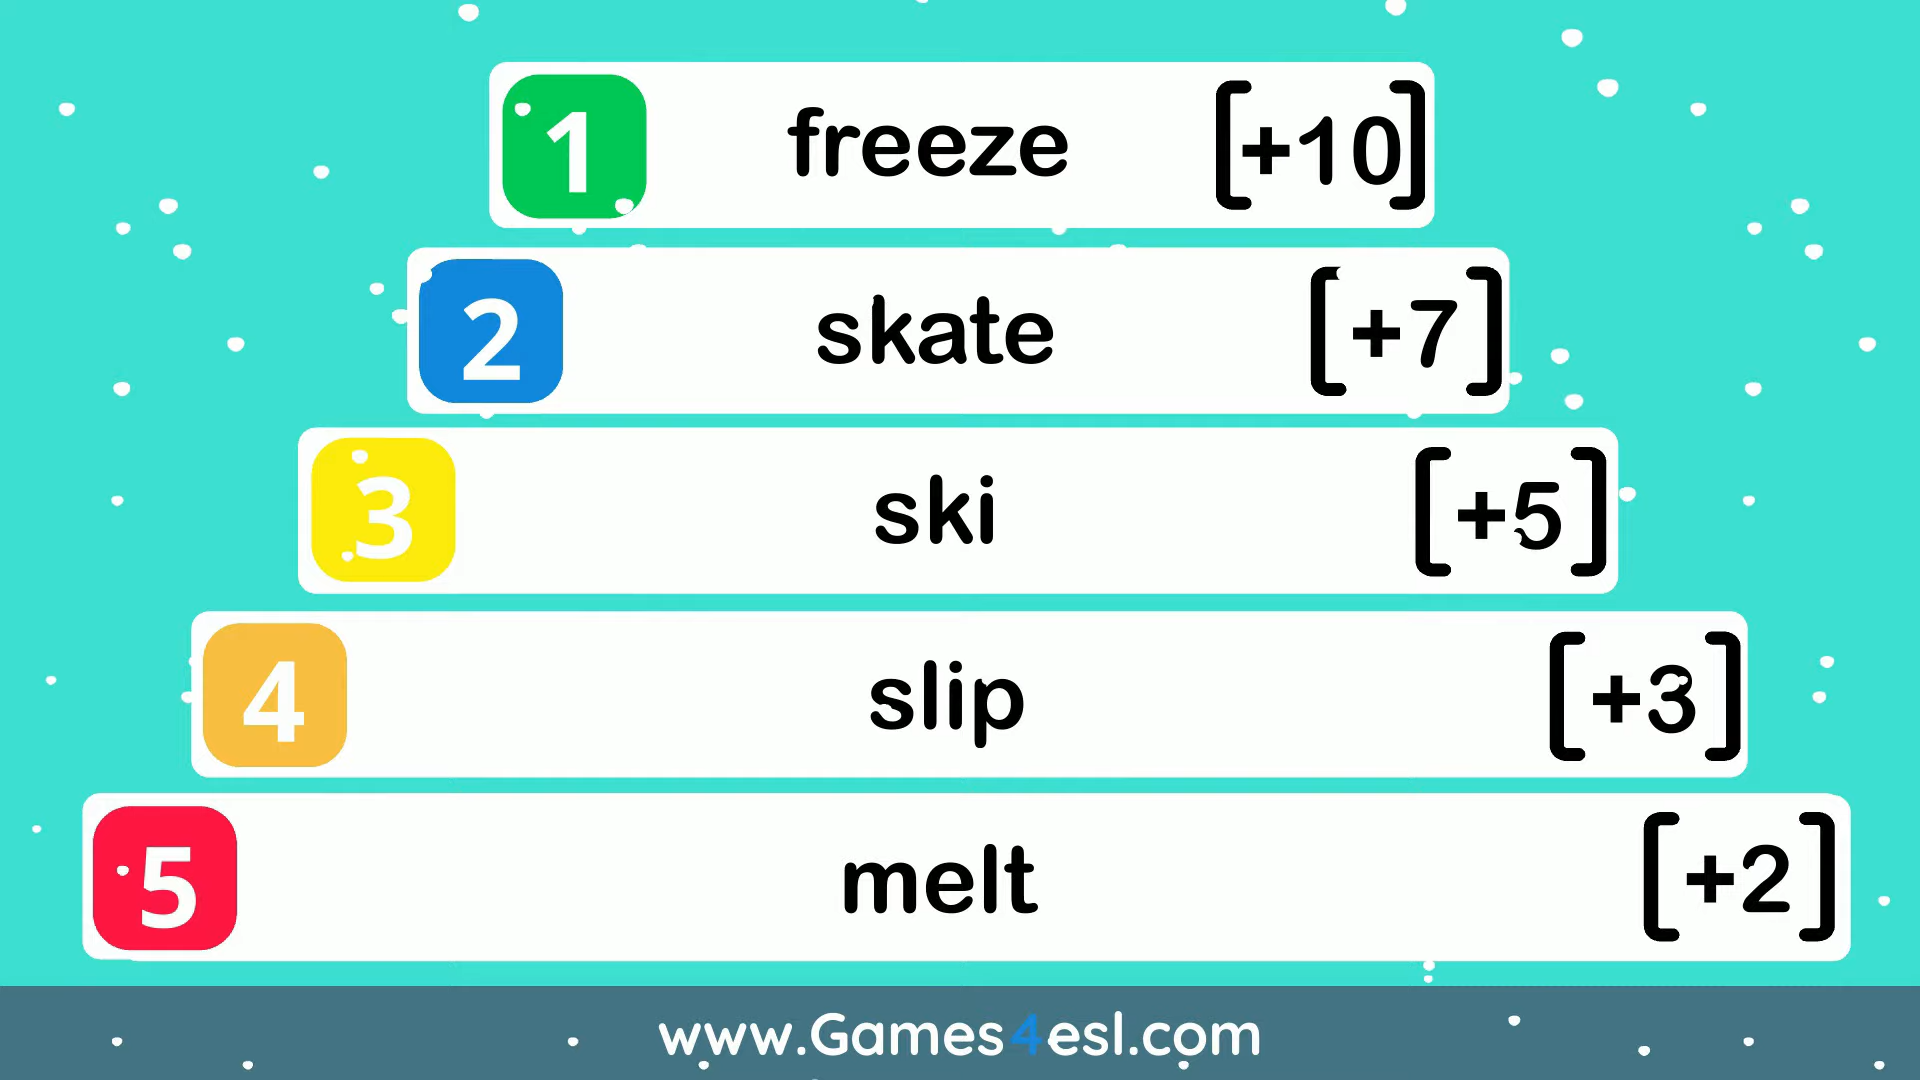 1 freeze [+10]
2 skate [+7]
3 ski [+5]
4 slip [+3]
5 melt [+2]
www.Games4esl.com